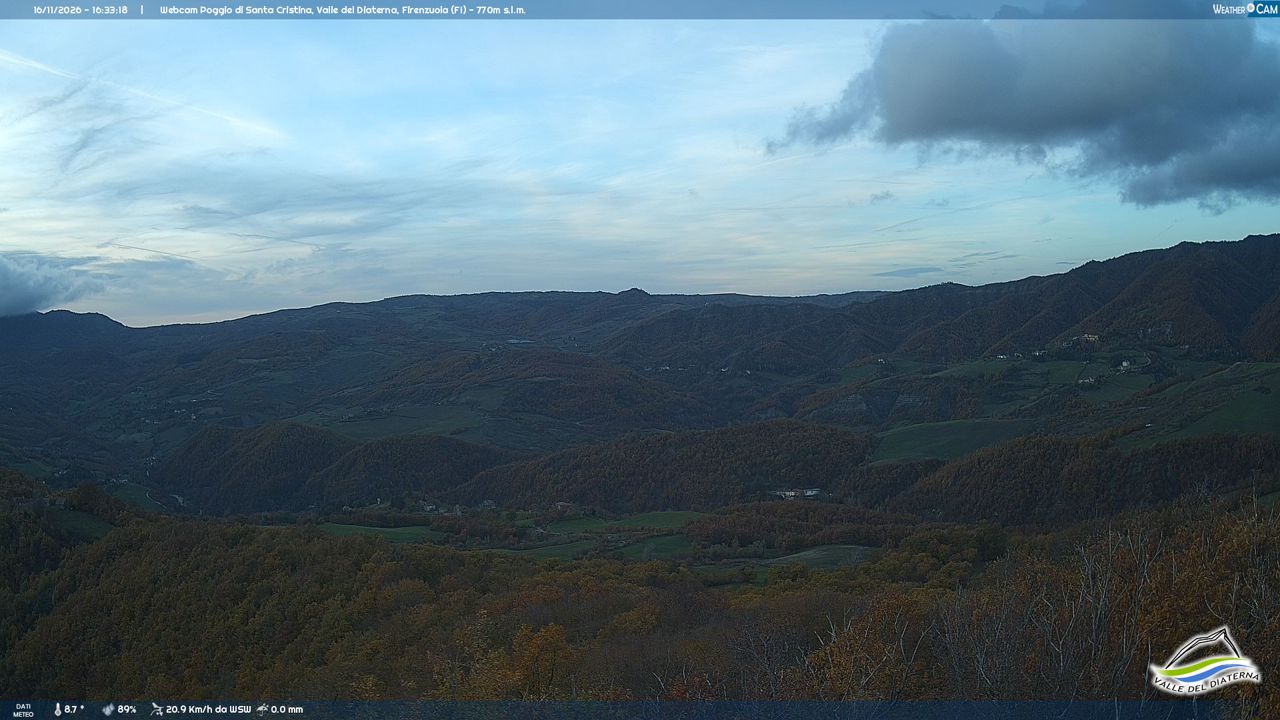 16/11/2026 - 16:33:18 | Webcam Poggio di Santa Cristina, Valle del Diaterna, Firenzuola (FI) - 770m s.l.m.
WEATHER CAM
VALLE DEL DIATERNA
DATI METEO
8.7 ° 89% 20.9 Km/h da WSW 0.0 mm